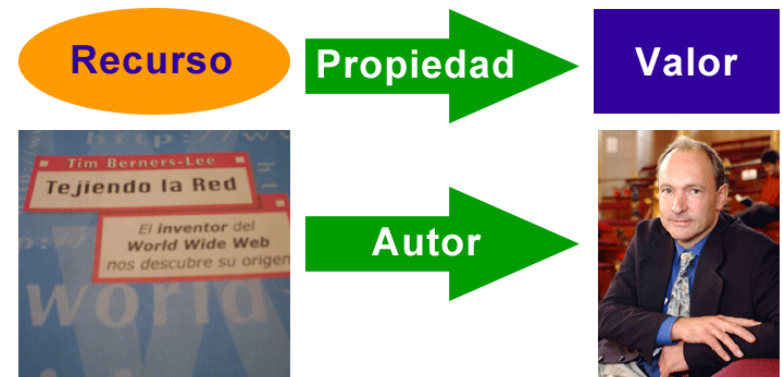 Recurso
Propiedad
Valor
http://ww
Tim Berners-Lee
Tejiendo la Red
El inventor del
World Wide Web
nos descubre su origen
world
Autor